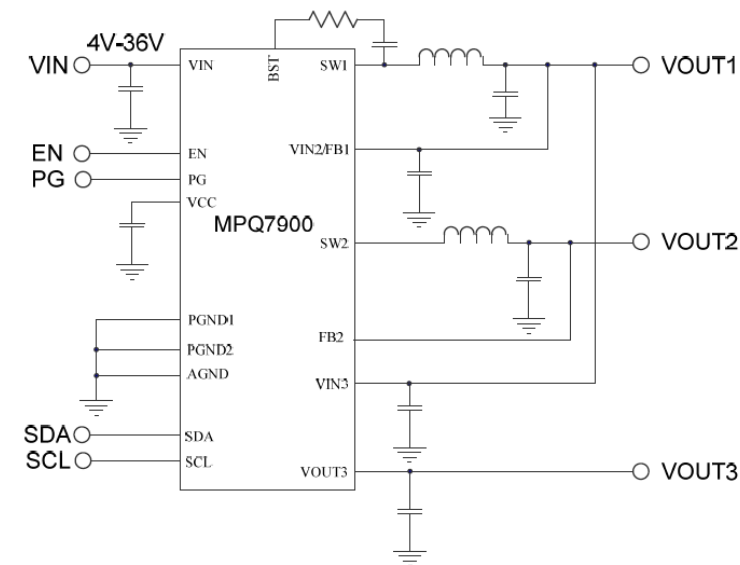 4V-36V
VIN
VIN
BST
SW1
VOUT1
EN
EN
VIN2/FB1
PG
PG
VCC
MPQ7900
SW2
VOUT2
PGND1
FB2
PGND2
AGND
VIN3
SDA
SDA
SCL
SCL
VOUT3
VOUT3